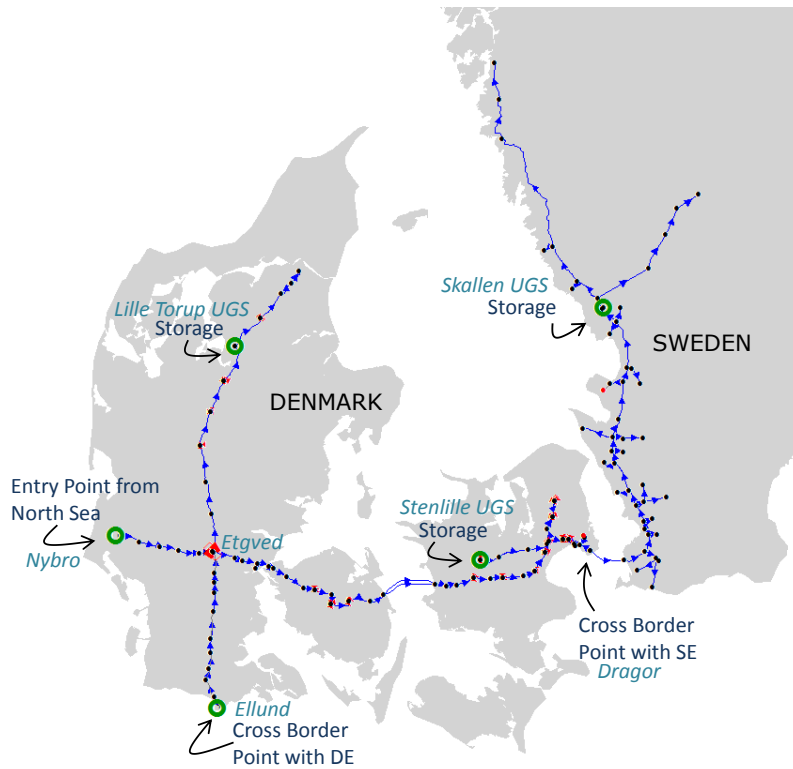 Skallen UGS
Storage
Lille Torup UGS
Storage
SWEDEN
DENMARK
Entry Point from
North Sea
Nybro
Etgved
Stenlille UGS
Storage
Cross Border
Point with SE
Dragor
Ellund
Cross Border
Point with DE